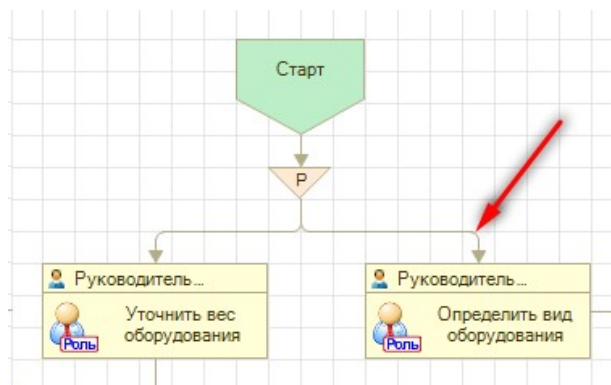 Старт
Р
Руководитель...
Уточнить вес
оборудования
Роль
Руководитель...
Определить вид
оборудования
Роль